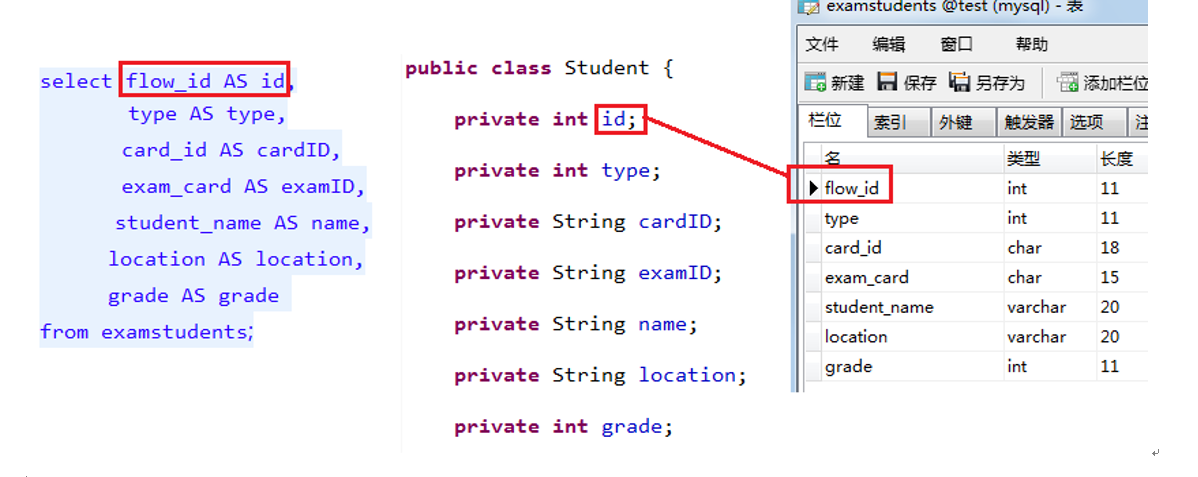 select flow_id AS id,
type AS type,
card_id AS cardID,
exam_card AS examID,
student_name AS name,
location AS location,
grade AS grade
from examstudents;
public class Student {
private int id;
private int type;
private String cardID;
private String examID;
private String name;
private String location;
private int grade;
examstudents @test (mysql) - 表
文件 编辑 窗口 帮助
新建 保存 另存为 添加栏位
栏位 索引 外键 触发器 选项 注
名 类型 长度
flow_id int 11
type int 11
card_id char 18
exam_card char 15
student_name varchar 20
location varchar 20
grade int 11